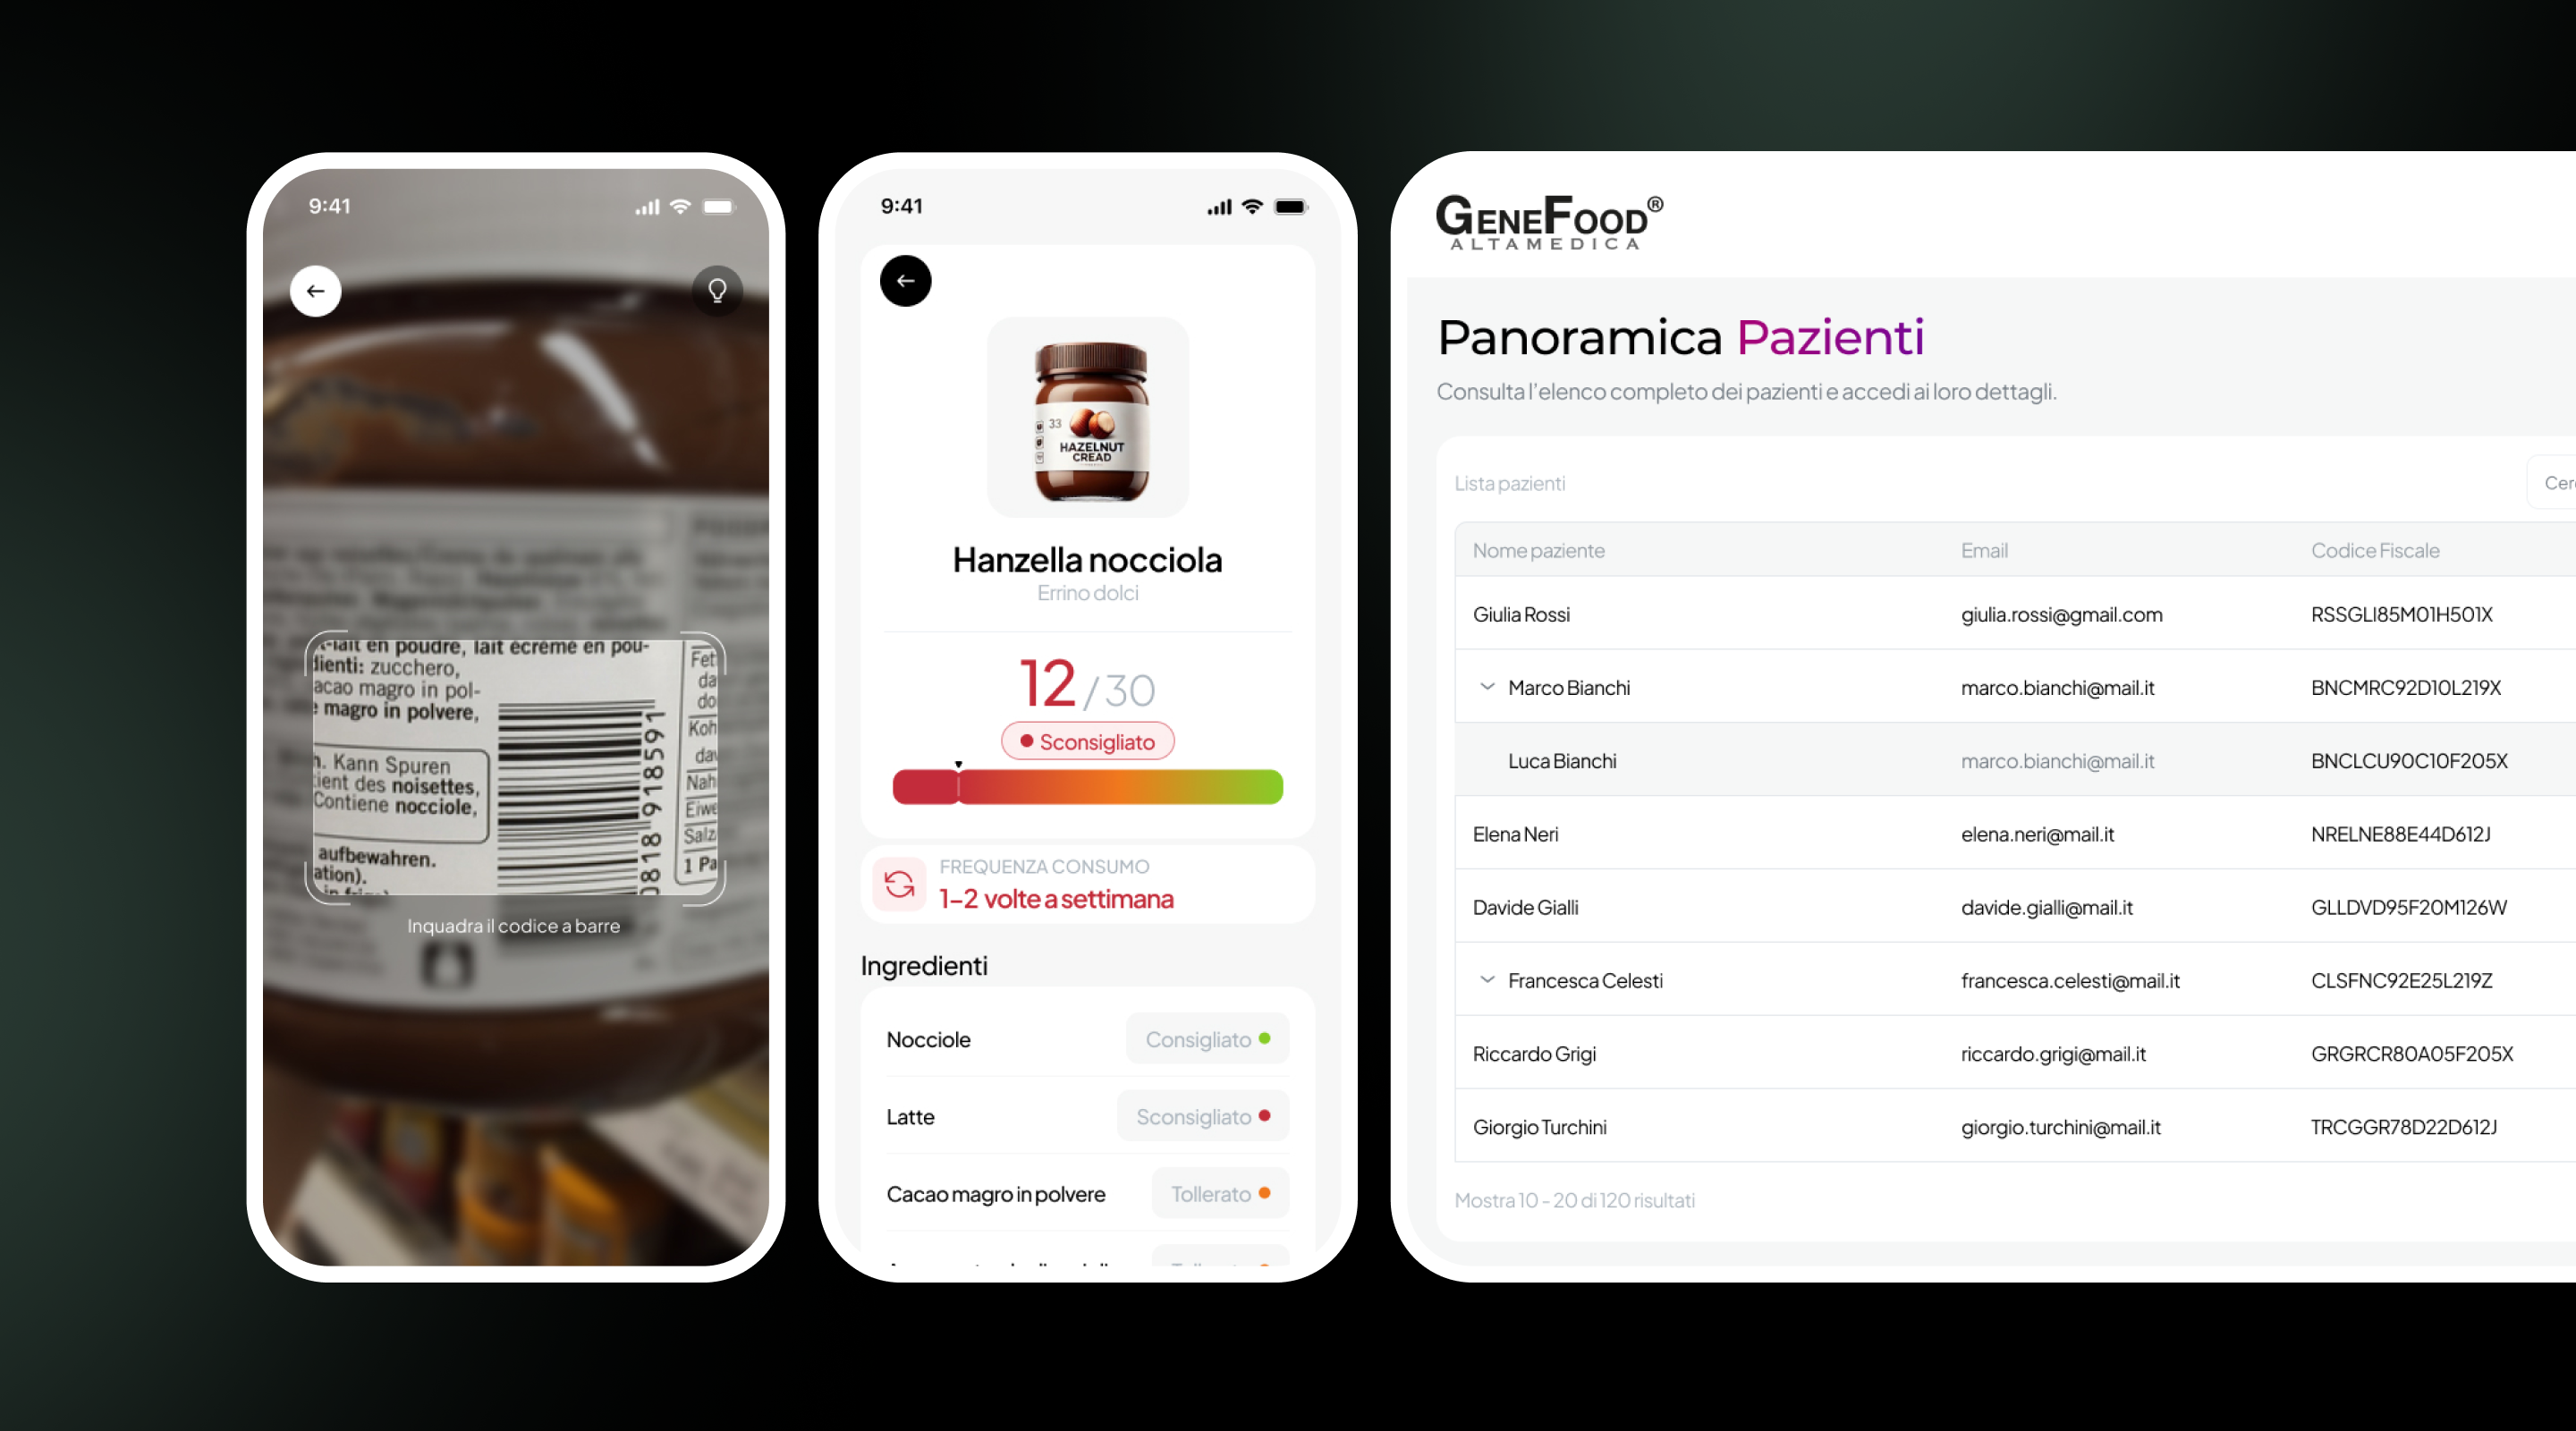 9:41
-lait en poudre, lait écrémé en pou-
dienti: zucchero,
acao magro in pol-
e magro in polvere,
Kann Spuren
des noisettes,
Contiene nocciole,
aufbewahren.
ation).
Fet
da
do
Koh
dav
Nah
Eiwe
Salz
1 Pa
0818 91859 1
Inquadra il codice a barre
9:41
33
HAZELNUT
CREAD
Hanzella nocciola
Errino dolci
12/30
Sconsigliato
FREQUENZA CONSUMO
1-2 volte a settimana
Ingredienti
Nocciole Consigliato
Latte Sconsigliato
Cacao magro in polvere Tollerato
GENEFOOD®
ALTAMEDICA
Panoramica Pazienti
Consulta l'elenco completo dei pazienti e accedi ai loro dettagli.
Lista pazienti Cer
Nome paziente Email Codice Fiscale
Giulia Rossi giulia.rossi@gmail.com RSSGLI85M01H501X
Marco Bianchi marco.bianchi@mail.it BNCMRC92D10L219X
Luca Bianchi marco.bianchi@mail.it BNCLCU90C10F205X
Elena Neri elena.neri@mail.it NRELNE88E44D612J
Davide Gialli davide.gialli@mail.it GLLDVD95F20M126W
Francesca Celesti francesca.celesti@mail.it CLSFNC92E25L219Z
Riccardo Grigi riccardo.grigi@mail.it GRGRCR80A05F205X
Giorgio Turchini giorgio.turchini@mail.it TRCGGR78D22D612J
Mostra 10 - 20 di 120 risultati